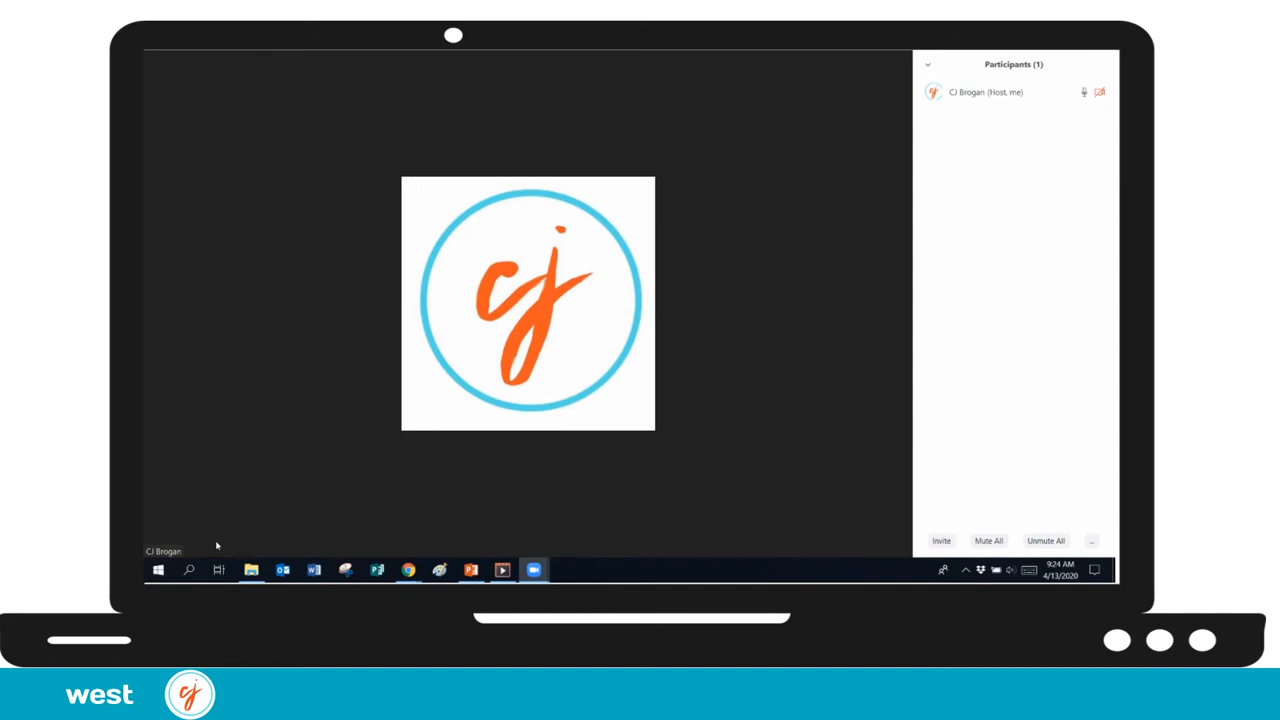 Participants (1)
cj
CJ Brogan (Host, me)
cj
Invite
Mute All
Unmute All
...
CJ Brogan
9:24 AM
4/13/2020
west
cj